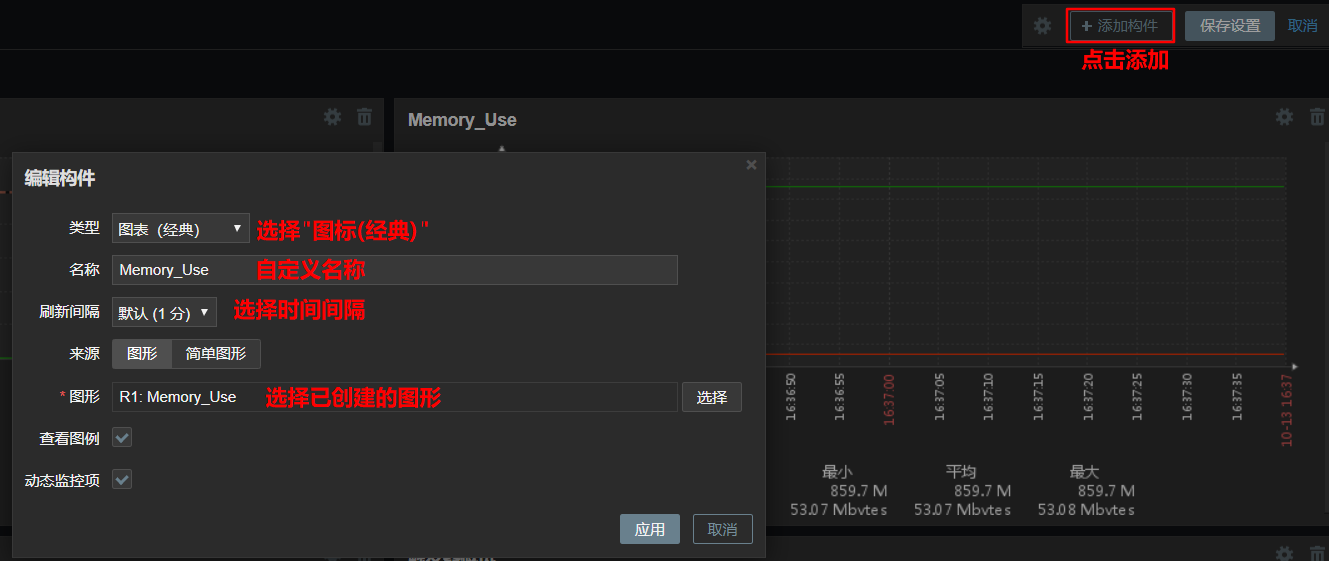 + 添加构件
保存设置
取消
点击添加
Memory_Use
编辑构件
类型 图表 (经典) 选择"图标(经典)"
名称 Memory_Use 自定义名称
刷新间隔 默认 (1 分) 选择时间间隔
来源 图形 简单图形
* 图形 R1: Memory_Use 选择已创建的图形 选择
查看图例
动态监控项
应用 取消
16:36:50
16:36:55
16:37:00
16:37:05
16:37:10
16:37:15
16:37:20
16:37:25
16:37:30
16:37:35
10-13 16:37
最小 平均 最大
859.7 M 859.7 M 859.7 M
53.07 Mbytes 53.07 Mbytes 53.08 Mbytes